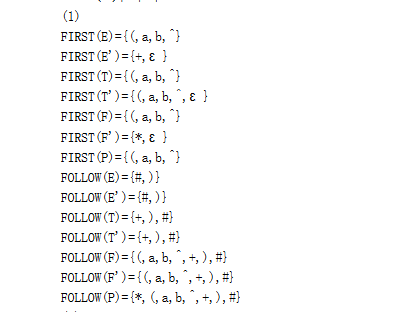 (1)
FIRST(E)={(,a,b,^}
FIRST(E')={+,ε }
FIRST(T)={(,a,b,^}
FIRST(T')={(,a,b,^,ε }
FIRST(F)={(,a,b,^}
FIRST(F')={*,ε }
FIRST(P)={(,a,b,^}
FOLLOW(E)={#,)}
FOLLOW(E')={#,)}
FOLLOW(T)={+,),#}
FOLLOW(T')={+,),#}
FOLLOW(F)={(,a,b,^,+,),#}
FOLLOW(F')={(,a,b,^,+,),#}
FOLLOW(P)={*,(,a,b,^,+,),#}